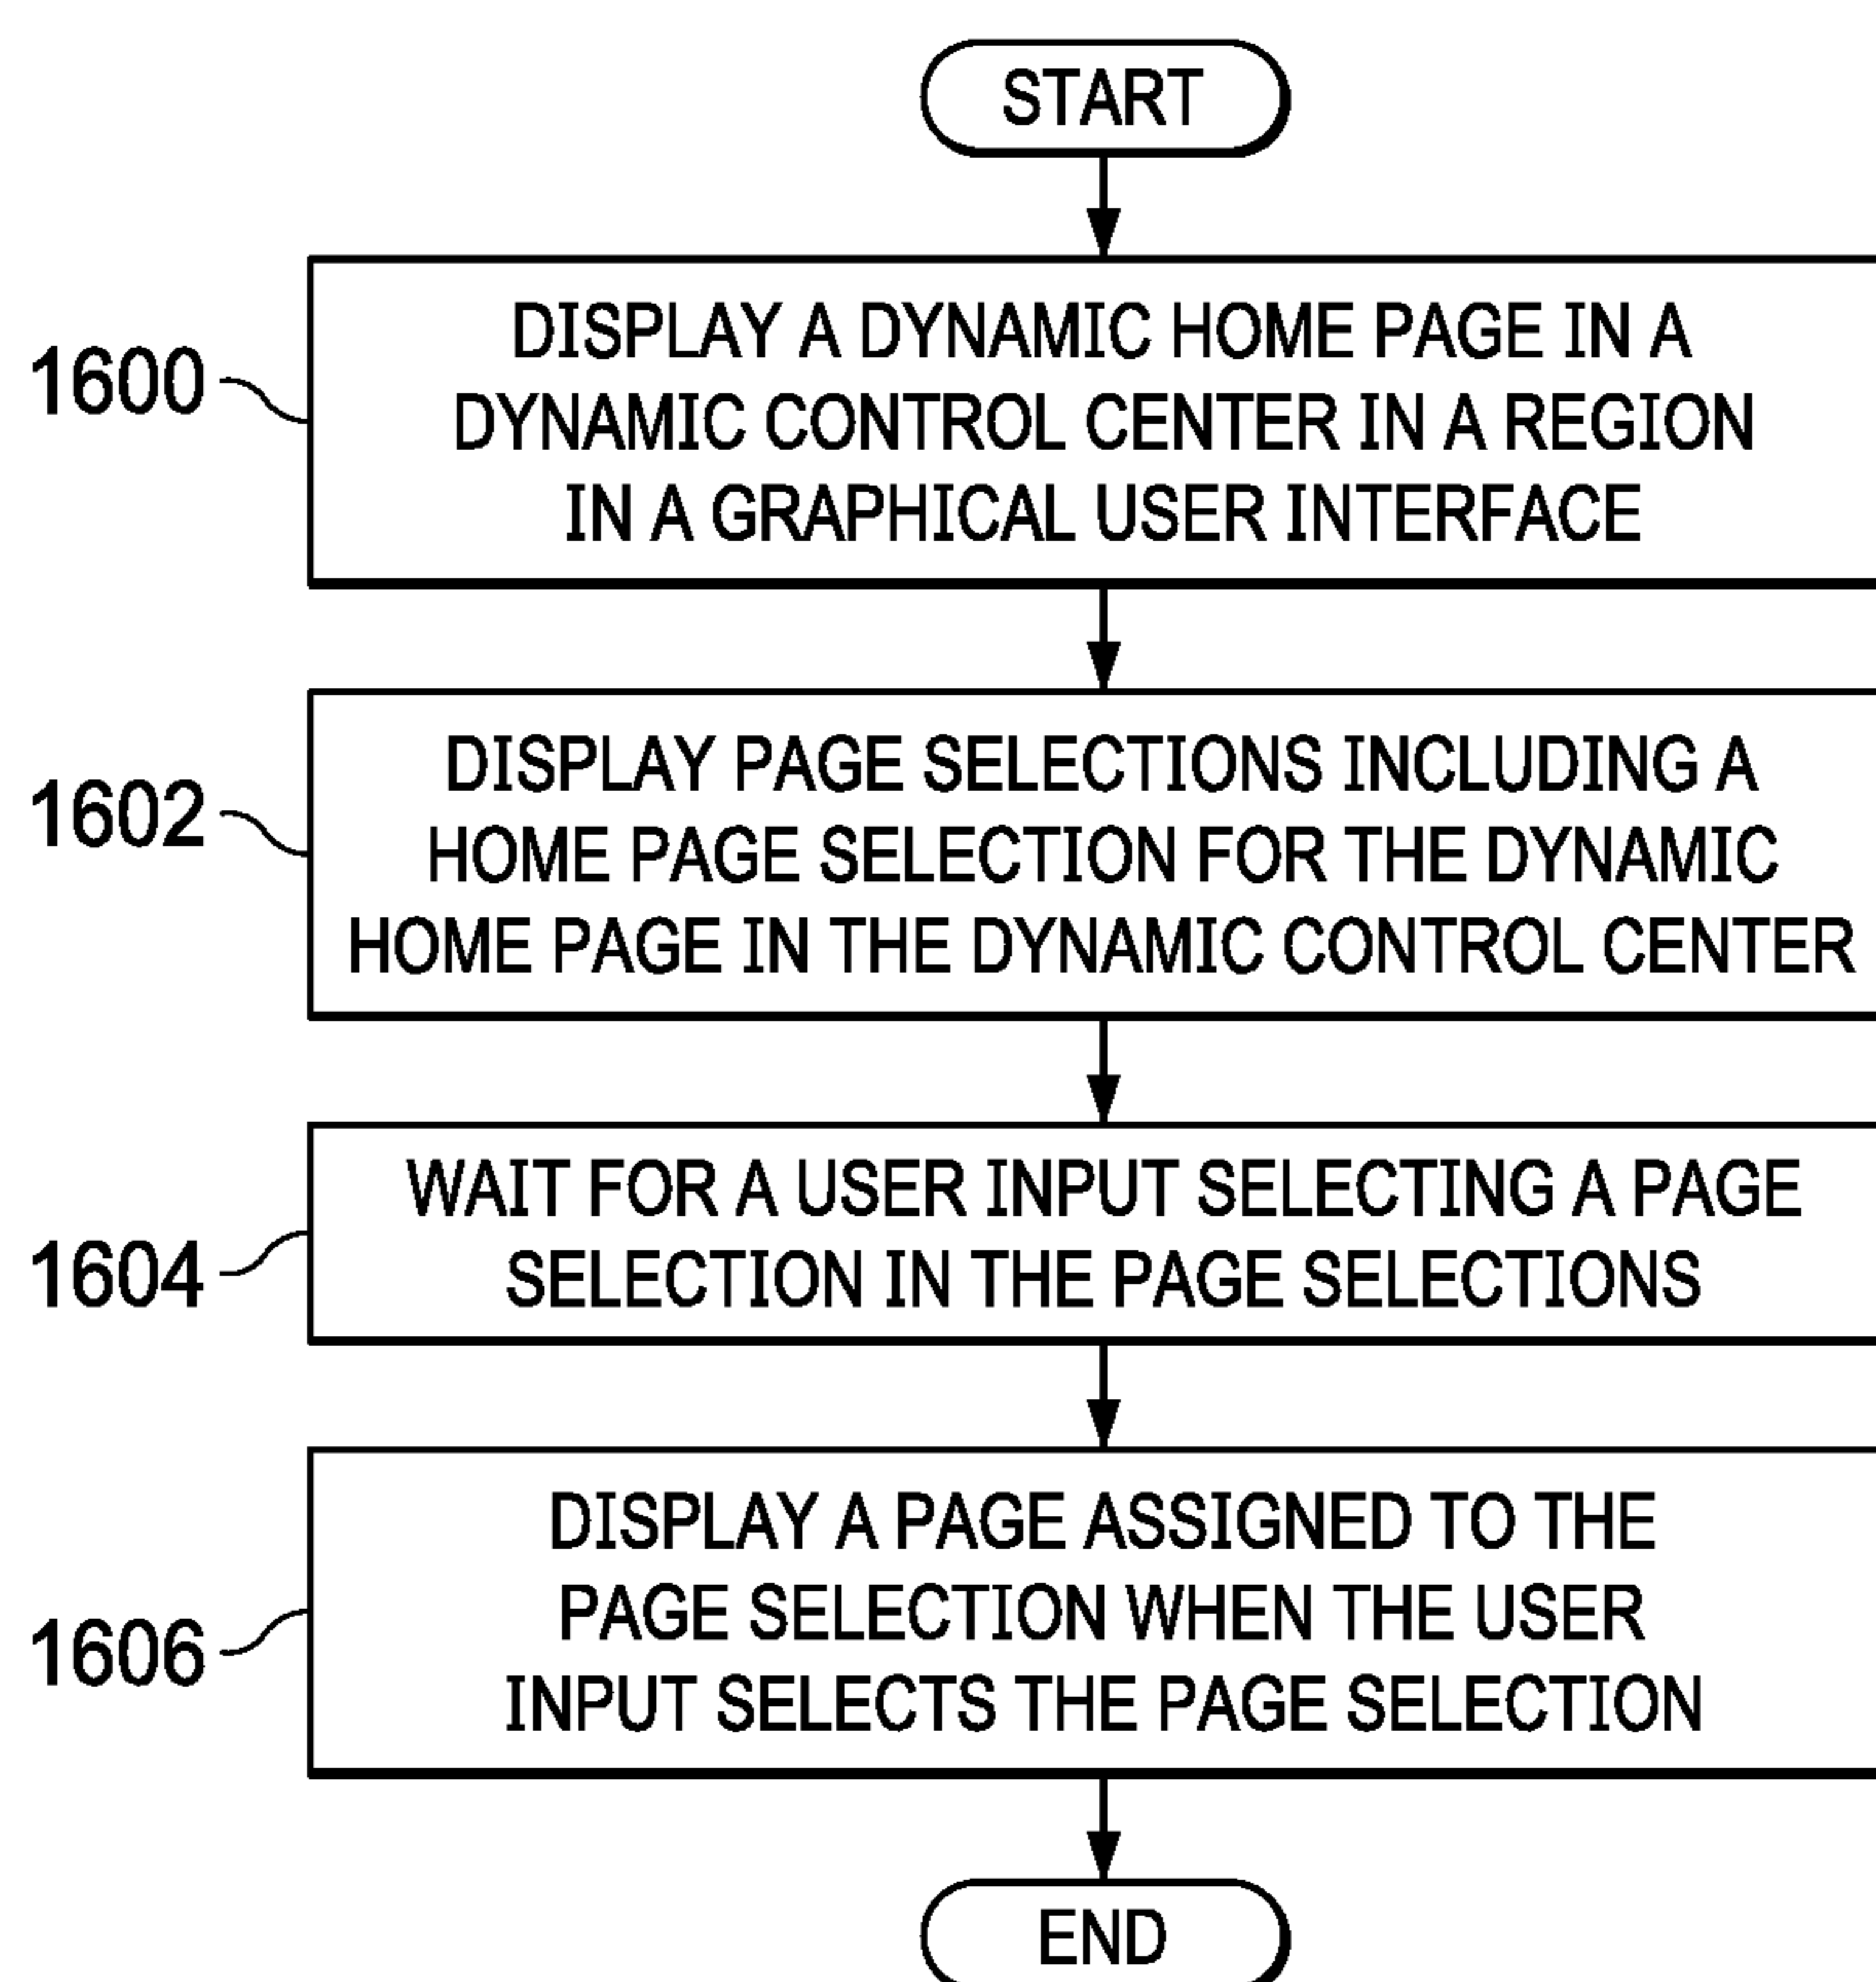 START
1600
DISPLAY A DYNAMIC HOME PAGE IN A
DYNAMIC CONTROL CENTER IN A REGION
IN A GRAPHICAL USER INTERFACE
1602
DISPLAY PAGE SELECTIONS INCLUDING A
HOME PAGE SELECTION FOR THE DYNAMIC
HOME PAGE IN THE DYNAMIC CONTROL CENTER
1604
WAIT FOR A USER INPUT SELECTING A PAGE
SELECTION IN THE PAGE SELECTIONS
1606
DISPLAY A PAGE ASSIGNED TO THE
PAGE SELECTION WHEN THE USER
INPUT SELECTS THE PAGE SELECTION
END